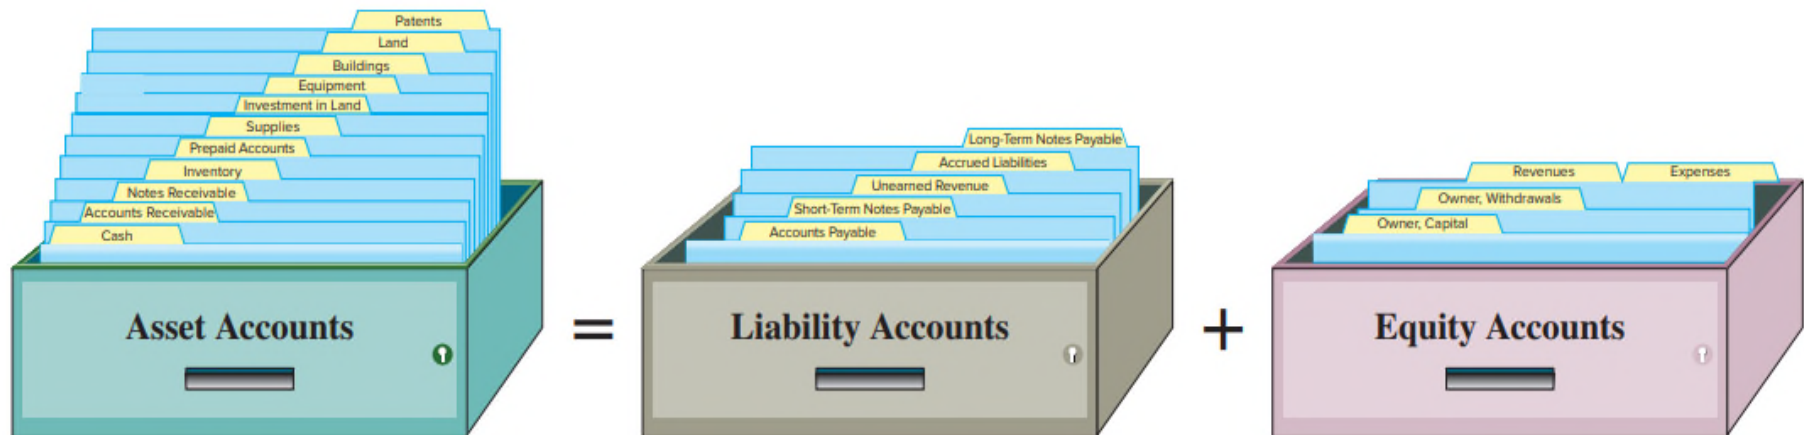 Patents
Land
Buildings
Equipment
Investment in Land
Supplies
Prepaid Accounts
Inventory
Notes Receivable
Accounts Receivable
Cash
Asset Accounts
=
Long-Term Notes Payable
Accrued Liabilities
Unearned Revenue
Short-Term Notes Payable
Accounts Payable
Liability Accounts
+
Revenues
Expenses
Owner, Withdrawals
Owner, Capital
Equity Accounts